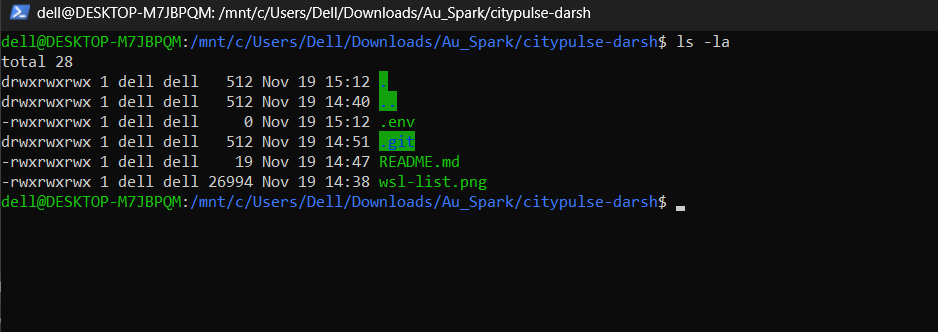 dell@DESKTOP-M7JBPQM: /mnt/c/Users/Dell/Downloads/Au_Spark/citypulse-darsh
dell@DESKTOP-M7JBPQM:/mnt/c/Users/Dell/Downloads/Au_Spark/citypulse-darsh$ ls -la
total 28
drwxrwxrwx 1 dell dell   512 Nov 19 15:12 .
drwxrwxrwx 1 dell dell   512 Nov 19 14:40 ..
-rwxrwxrwx 1 dell dell     0 Nov 19 15:12 .env
drwxrwxrwx 1 dell dell   512 Nov 19 14:51 .git
-rwxrwxrwx 1 dell dell    19 Nov 19 14:47 README.md
-rwxrwxrwx 1 dell dell 26994 Nov 19 14:38 wsl-list.png
dell@DESKTOP-M7JBPQM:/mnt/c/Users/Dell/Downloads/Au_Spark/citypulse-darsh$